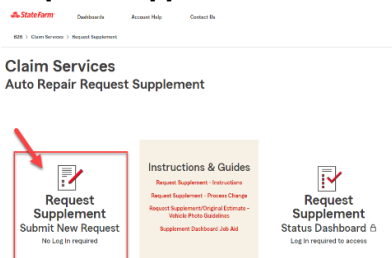 StateFarm
Dashboards
Account Help
Contact Us
B2B > Claim Services > Request Supplement
Claim Services
Auto Repair Request Supplement
Request
Supplement
Submit New Request
No Log In required
Instructions & Guides
Request Supplement - Instructions
Request Supplement - Process Change
Request Supplement/Original Estimate -
Vehicle Photo Guidelines
Supplement Dashboard Job Aid
Request
Supplement
Status Dashboard
Log in required to access